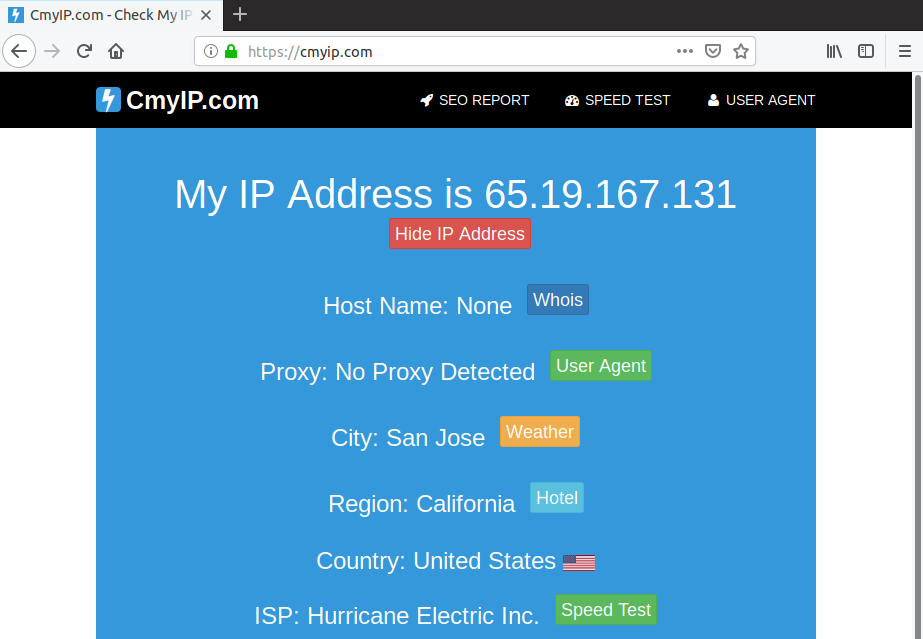 CmyIP.com - Check My IP
https://cmyip.com
CmyIP.com
SEO REPORT
SPEED TEST
USER AGENT
My IP Address is 65.19.167.131
Hide IP Address
Host Name: None Whois
Proxy: No Proxy Detected User Agent
City: San Jose Weather
Region: California Hotel
Country: United States
ISP: Hurricane Electric Inc. Speed Test